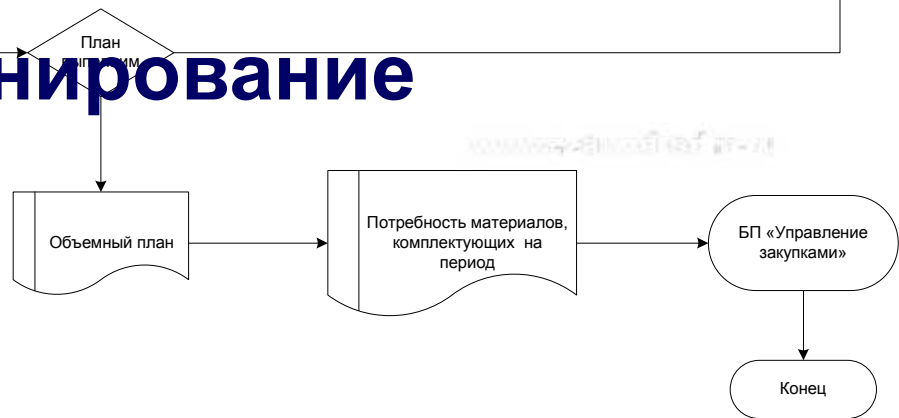 План
нирование
Объемный план
Потребность материалов,
комплектующих на
период
БП «Управление
закупками»
Конец